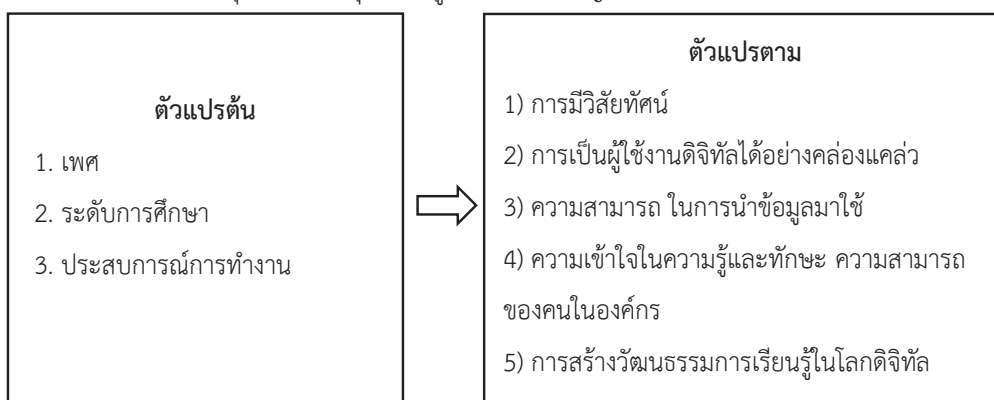 ตัวแปรต้น
1. เพศ
2. ระดับการศึกษา
3. ประสบการณ์การทำงาน
ตัวแปรตาม
1) การมีวิสัยทัศน์
2) การเป็นผู้ใช้งานดิจิทัลได้อย่างคล่องแคล่ว
3) ความสามารถ ในการนำข้อมูลมาใช้
4) ความเข้าใจในความรู้และทักษะ ความสามารถ
ของคนในองค์กร
5) การสร้างวัฒนธรรมการเรียนรู้ในโลกดิจิทัล